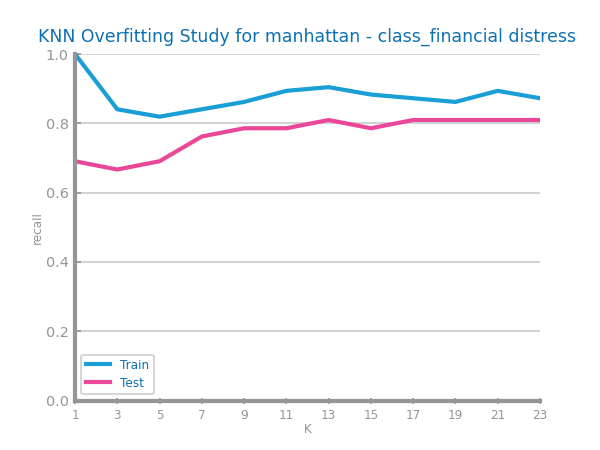 KNN Overfitting Study for manhattan - class_financial distress
1.0
0.8
0.6
0.4
0.2
0.0
recall
Train
Test
1 3 5 7 9 11 13 15 17 19 21 23
K